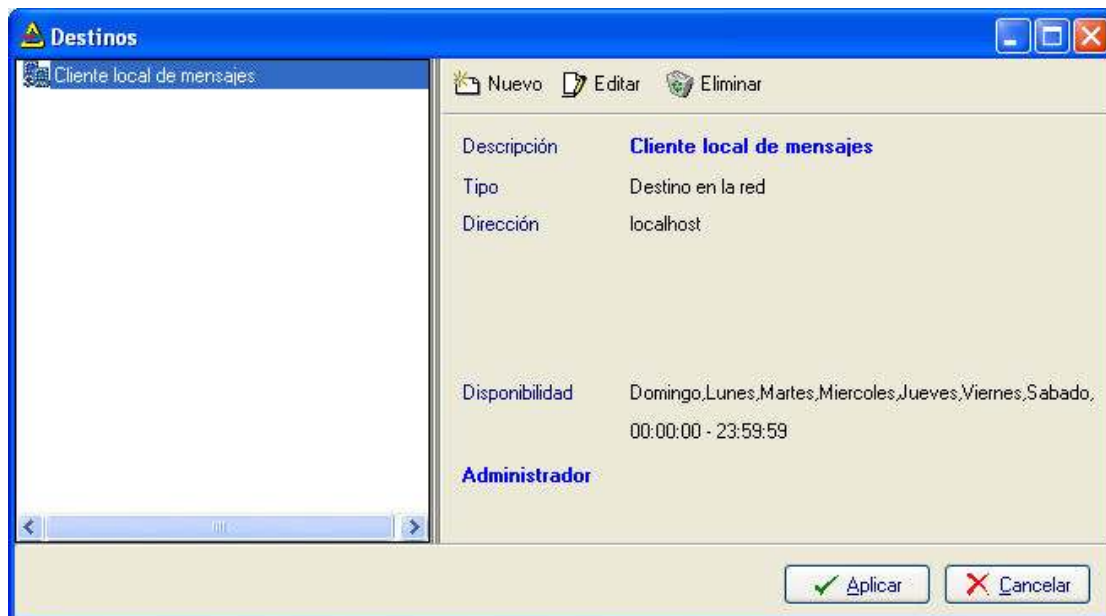 Destinos
Cliente local de mensajes
Nuevo Editar Eliminar
Descripción Cliente local de mensajes
Tipo Destino en la red
Dirección localhost
Disponibilidad Domingo,Lunes,Martes,Miercoles,Jueves,Viernes,Sabado,
00:00:00 - 23:59:59
Administrador
Aplicar Cancelar